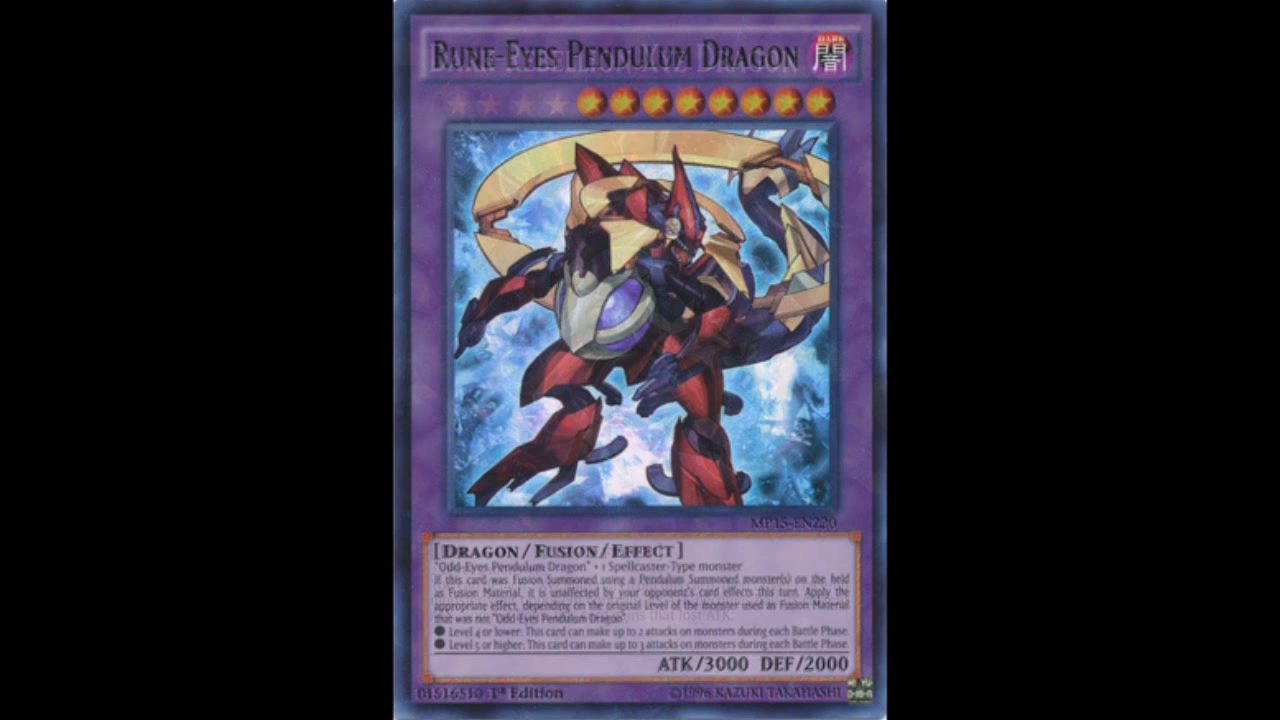 RUNE-EYES PENDULUM DRAGON
DARK
闇
MP15-EN220
[DRAGON/FUSION/EFFECT]
"Odd-Eyes Pendulum Dragon" + 1 Spellcaster-Type monster
If this card was Fusion Summoned using a Pendulum Summoned monster(s) on the field
as Fusion Material, it is unaffected by your opponent's card effects this turn. Apply the
appropriate effect, depending on the original Level of the monster used as Fusion Material
that was not "Odd-Eyes Pendulum Dragon".
● Level 4 or lower: This card can make up to 2 attacks on monsters during each Battle Phase.
● Level 5 or higher: This card can make up to 3 attacks on monsters during each Battle Phase.
ATK/3000 DEF/2000
01516510 1st Edition
©1996 KAZUKI TAKAHASHI